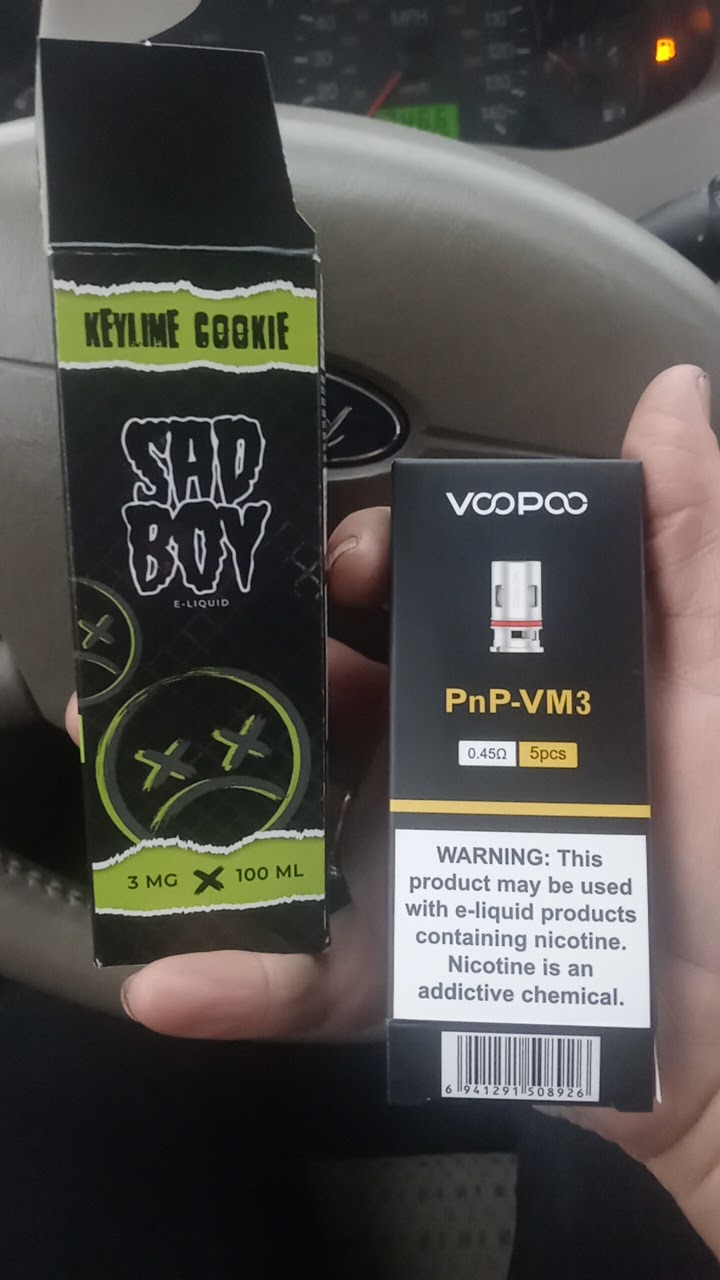 MPH
KEYLIME COOKIE
SAD
BOY
E-LIQUID
3 MG X 100 ML
VOOPOO
PnP-VM3
0.45Ω 5pcs
WARNING: This
product may be used
with e-liquid products
containing nicotine.
Nicotine is an
addictive chemical.
6 941291 508926